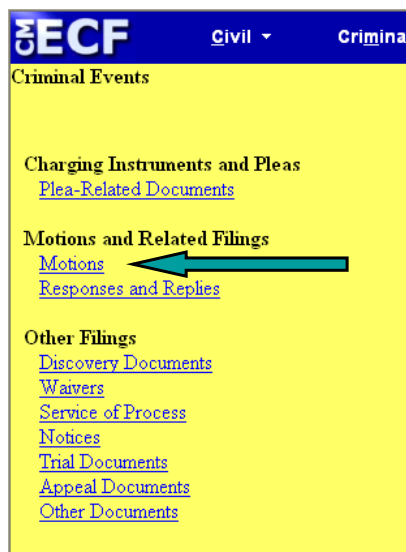 CM ECF Civil Crimina
Criminal Events
Charging Instruments and Pleas
Plea-Related Documents
Motions and Related Filings
Motions
Responses and Replies
Other Filings
Discovery Documents
Waivers
Service of Process
Notices
Trial Documents
Appeal Documents
Other Documents